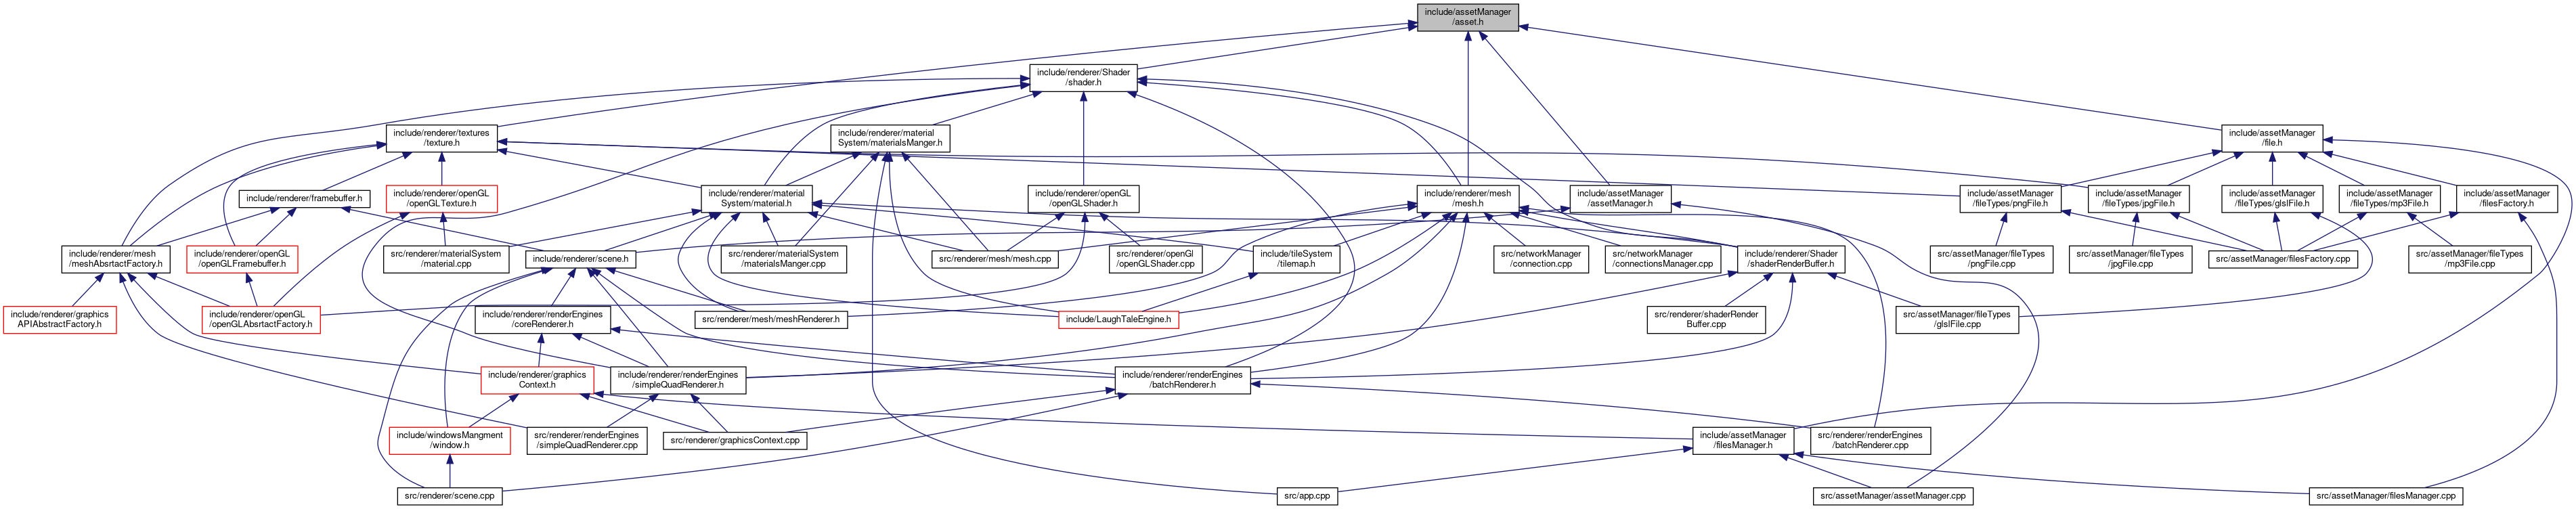 include/assetManager
/asset.h
include/renderer/Shader
/shader.h
include/renderer/textures
/texture.h
include/renderer/material
System/materialsManger.h
include/assetManager
/file.h
include/renderer/framebuffer.h
include/renderer/openGL
/openGLTexture.h
include/renderer/material
System/material.h
include/renderer/openGL
/openGLShader.h
include/renderer/mesh
/mesh.h
include/assetManager
/assetManager.h
include/assetManager
/fileTypes/pngFile.h
include/assetManager
/fileTypes/jpgFile.h
include/assetManager
/fileTypes/glslFile.h
include/assetManager
/fileTypes/mp3File.h
include/assetManager
/filesFactory.h
include/renderer/mesh
/meshAbsrtactFactory.h
include/renderer/openGL
/openGLFramebuffer.h
src/renderer/materialSystem
/material.cpp
include/renderer/scene.h
src/renderer/materialSystem
/materialsManger.cpp
src/renderer/mesh/mesh.cpp
src/renderer/openGl
/openGLShader.cpp
include/tileSystem
/tilemap.h
src/networkManager
/connection.cpp
src/networkManager
/connectionsManager.cpp
include/renderer/Shader
/shaderRenderBuffer.h
src/assetManager/fileTypes
/pngFile.cpp
src/assetManager/fileTypes
/jpgFile.cpp
src/assetManager/filesFactory.cpp
src/assetManager/fileTypes
/mp3File.cpp
include/renderer/graphics
APIAbstractFactory.h
include/renderer/openGL
/openGLAbsrtactFactory.h
include/renderer/renderEngines
/coreRenderer.h
src/renderer/mesh/meshRenderer.h
include/LaughTaleEngine.h
src/renderer/shaderRender
Buffer.cpp
src/assetManager/fileTypes
/glslFile.cpp
include/renderer/graphics
Context.h
include/renderer/renderEngines
/simpleQuadRenderer.h
include/renderer/renderEngines
/batchRenderer.h
include/windowsMangment
/window.h
src/renderer/renderEngines
/simpleQuadRenderer.cpp
src/renderer/graphicsContext.cpp
include/assetManager
/filesManager.h
src/renderer/renderEngines
/batchRenderer.cpp
src/renderer/scene.cpp
src/app.cpp
src/assetManager/assetManager.cpp
src/assetManager/filesManager.cpp